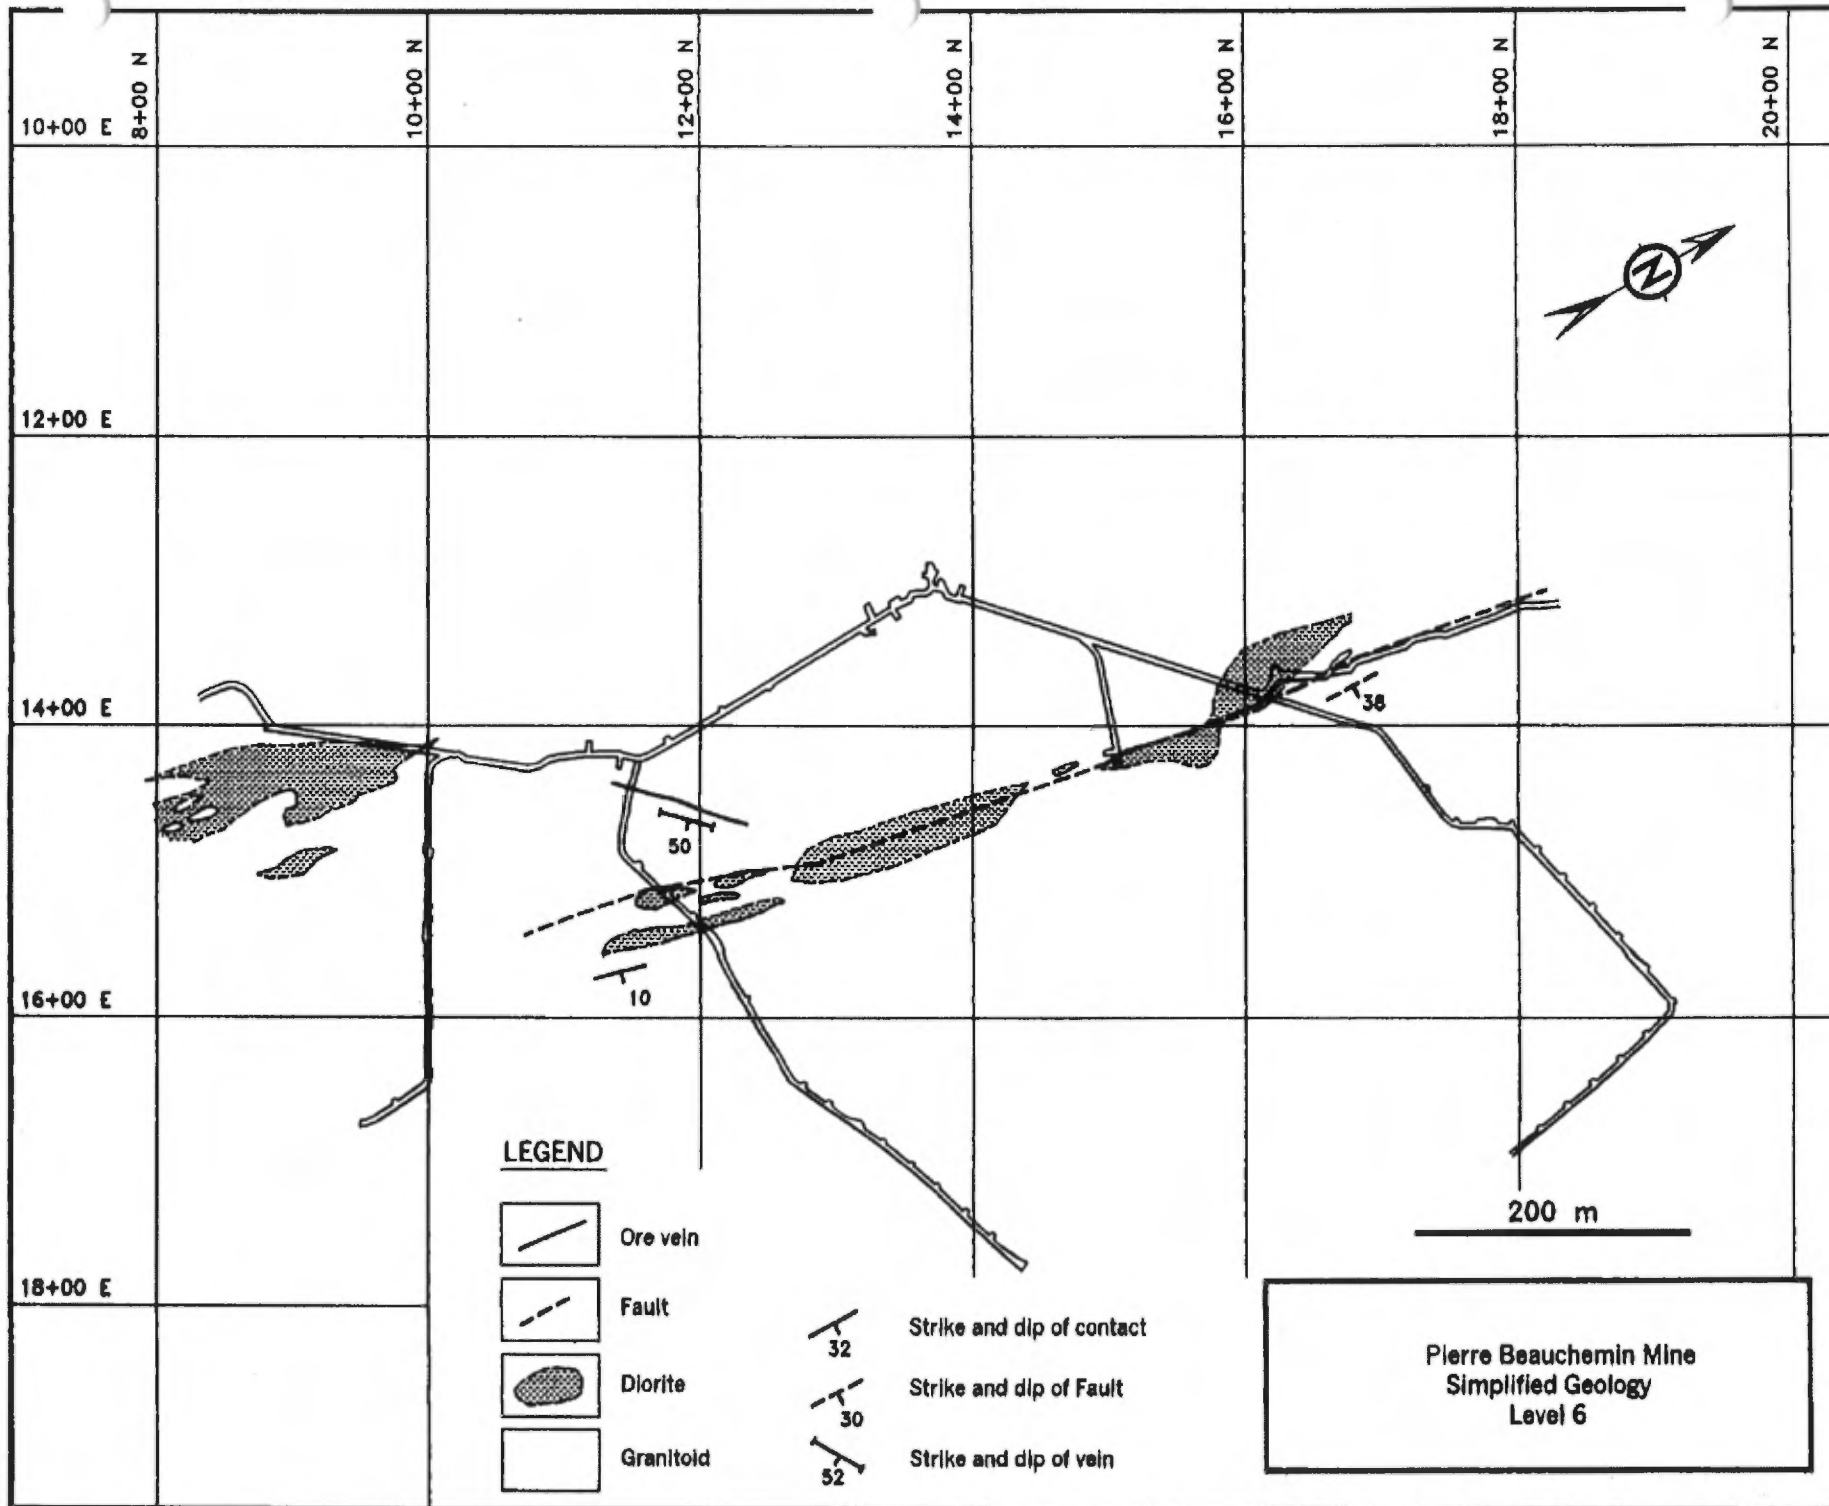 8+00 N
10+00 N
12+00 N
14+00 N
16+00 N
18+00 N
20+00 N
10+00 E
N
12+00 E
38
14+00 E
50
10
16+00 E
LEGEND
200 m
Ore vein
18+00 E
Fault
32
Strike and dip of contact
Pierre Beauchemin Mine
Simplified Geology
Level 6
Diorite
30
Strike and dip of Fault
Granitoid
52
Strike and dip of vein